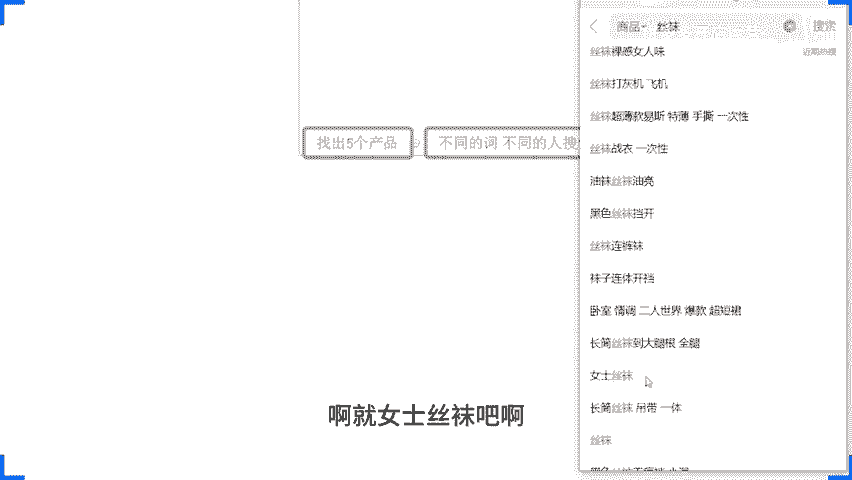 商品 丝袜 搜索
丝袜裸感女人味 近期热搜
丝袜打灰机 飞机
丝袜超薄款易斯 特薄 手撕 一次性
丝袜战衣 一次性
油袜丝袜油亮
黑色丝袜挡开
丝袜连裤袜
袜子连体开裆
卧室 情调 二人世界 爆款 超短裙
长筒丝袜到大腿根 全腿
女士丝袜
长筒丝袜 吊带 一体
丝袜
找出5个产品
不同的词 不同的人搜
啊就女士丝袜吧啊